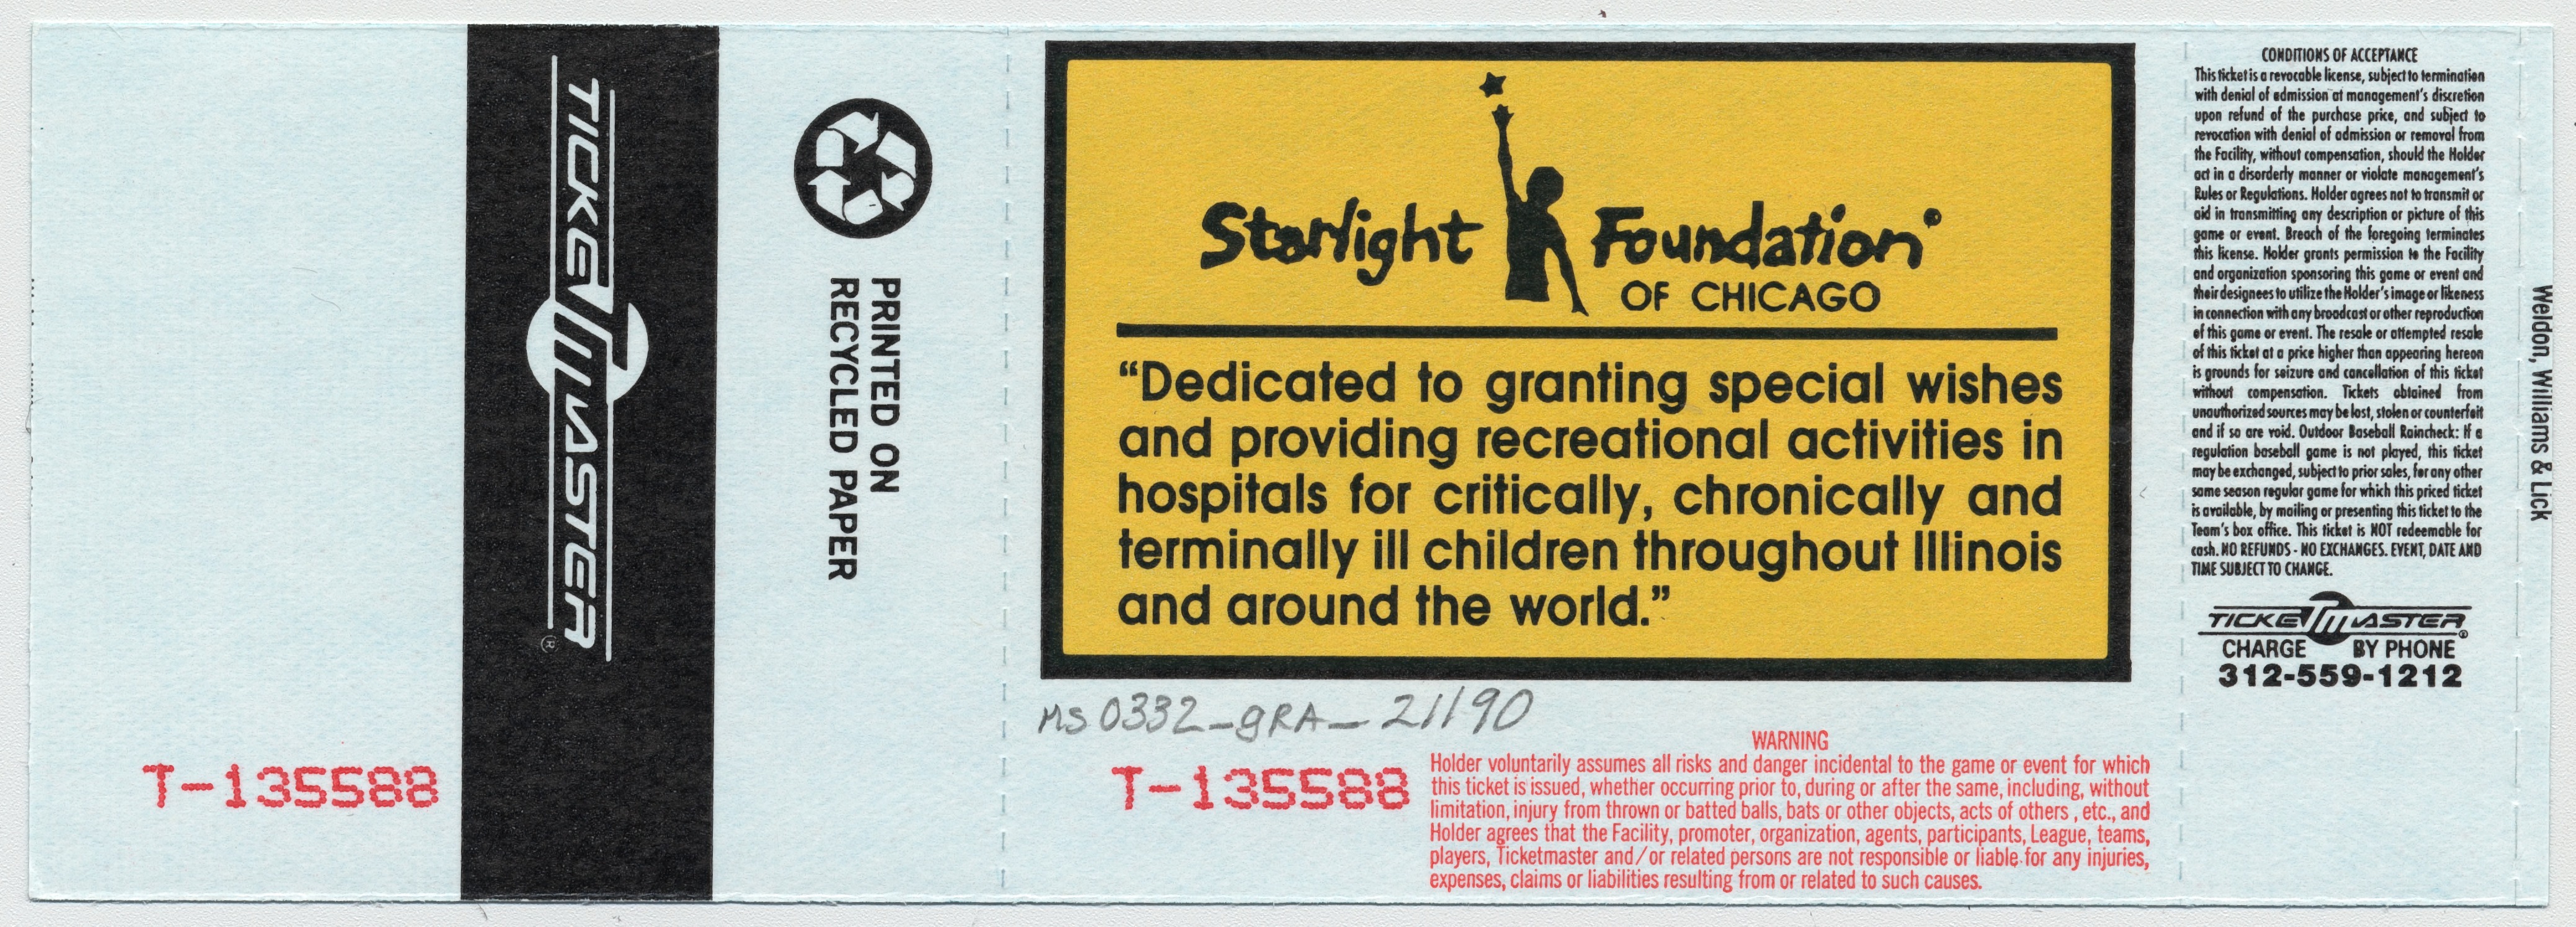 TICKETMASTER®
PRINTED ON
RECYCLED PAPER
T-135588
Starlight Foundation®
OF CHICAGO
“Dedicated to granting special wishes
and providing recreational activities in
hospitals for critically, chronically and
terminally ill children throughout Illinois
and around the world.”
MS 0332_gRA_21190
T-135588
WARNING
Holder voluntarily assumes all risks and danger incidental to the game or event for which
this ticket is issued, whether occurring prior to, during or after the same, including, without
limitation, injury from thrown or batted balls, bats or other objects, acts of others , etc., and
Holder agrees that the Facility, promoter, organization, agents, participants, League, teams,
players, Ticketmaster and/or related persons are not responsible or liable for any injuries,
expenses, claims or liabilities resulting from or related to such causes.
CONDITIONS OF ACCEPTANCE
This ticket is a revocable license, subject to termination
with denial of admission at management's discretion
upon refund of the purchase price, and subject to
revocation with denial of admission or removal from
the Facility, without compensation, should the Holder
act in a disorderly manner or violate management's
Rules or Regulations. Holder agrees not to transmit or
aid in transmitting any description or picture of this
game or event. Breach of the foregoing terminates
this license. Holder grants permission to the Facility
and organization sponsoring this game or event and
their designees to utilize the Holder's image or likeness
in connection with any broadcast or other reproduction
of this game or event. The resale or attempted resale
of this ticket at a price higher than appearing hereon
is grounds for seizure and cancellation of this ticket
without compensation. Tickets obtained from
unauthorized sources may be lost, stolen or counterfeit
and if so are void. Outdoor Baseball Raincheck: If a
regulation baseball game is not played, this ticket
may be exchanged, subject to prior sales, for any other
same season regular game for which this priced ticket
is available, by mailing or presenting this ticket to the
Team's box office. This ticket is NOT redeemable for
cash. NO REFUNDS - NO EXCHANGES. EVENT, DATE AND
TIME SUBJECT TO CHANGE.
TICKETMASTER®
CHARGE BY PHONE
312-559-1212
Weldon, Williams & Lick